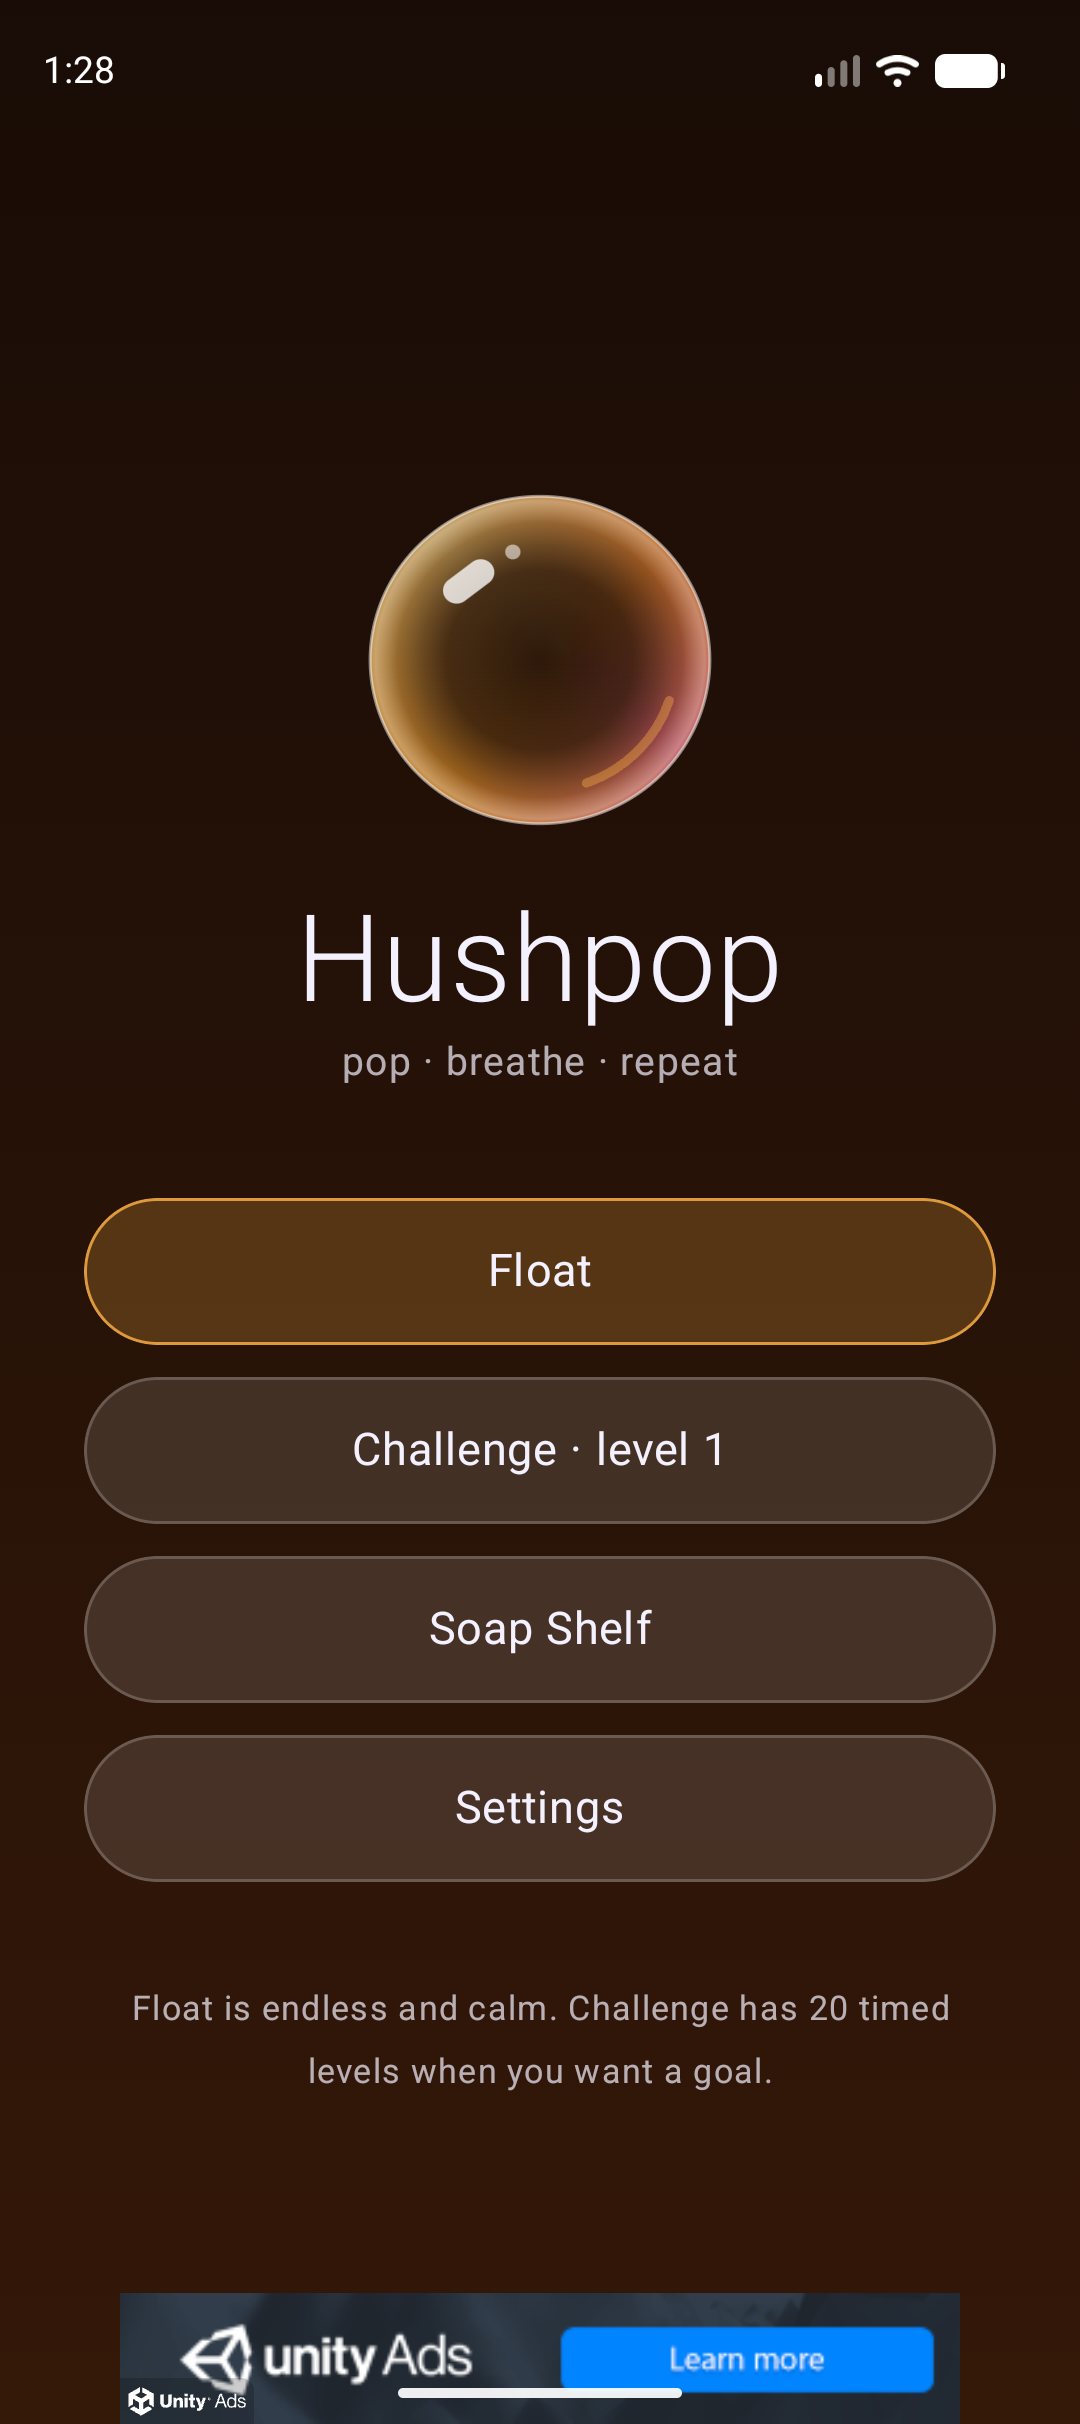 1:28
Hushpop
pop · breathe · repeat
Float
Challenge · level 1
Soap Shelf
Settings
Float is endless and calm. Challenge has 20 timed
levels when you want a goal.
unity Ads
Learn more
Unity Ads